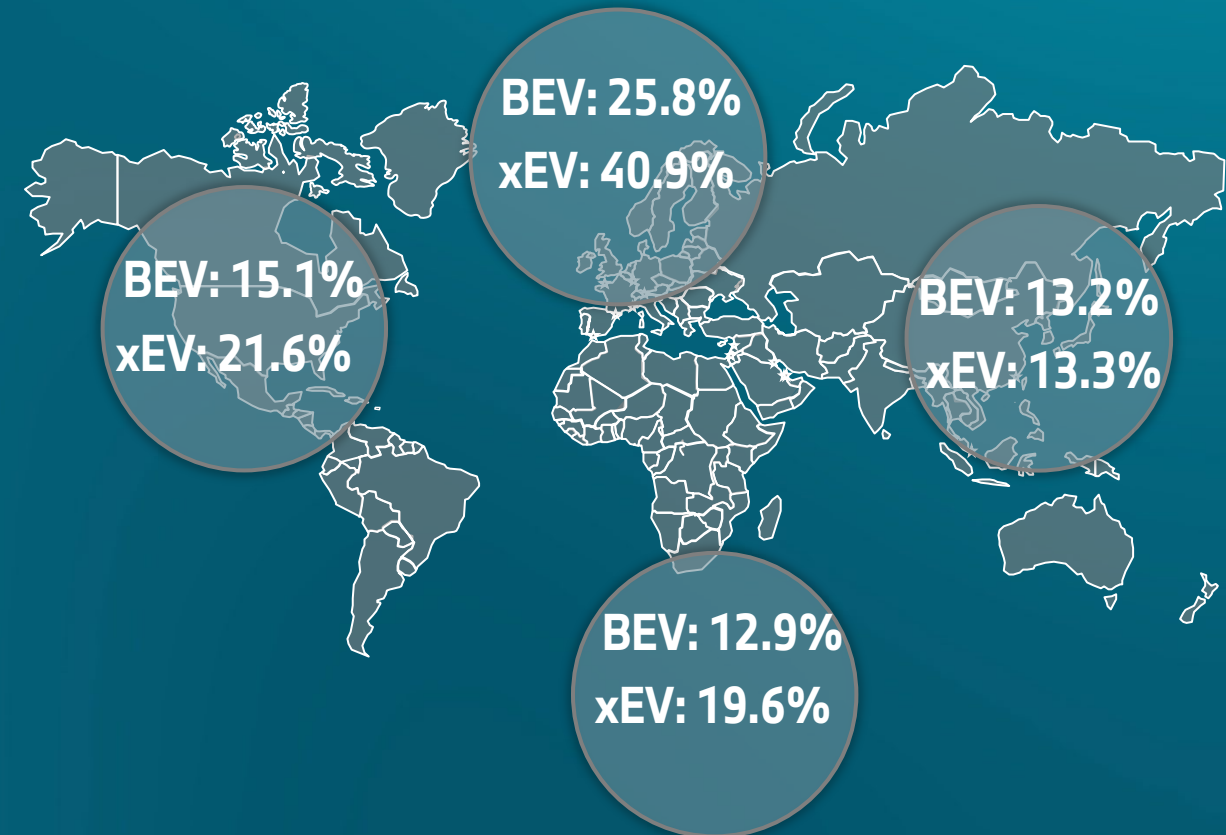 BEV: 25.8%
xEV: 40.9%
BEV: 15.1%
xEV: 21.6%
BEV: 13.2%
xEV: 13.3%
BEV: 12.9%
xEV: 19.6%